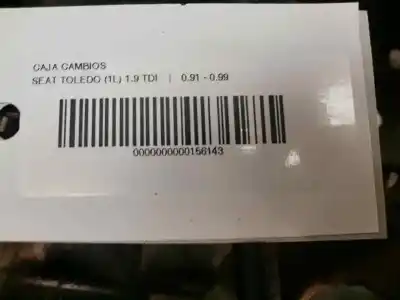 CAJA CAMBIOS
SEAT TOLEDO (1L) 1.9 TDI | 0.91 - 0.99
0000000000156143